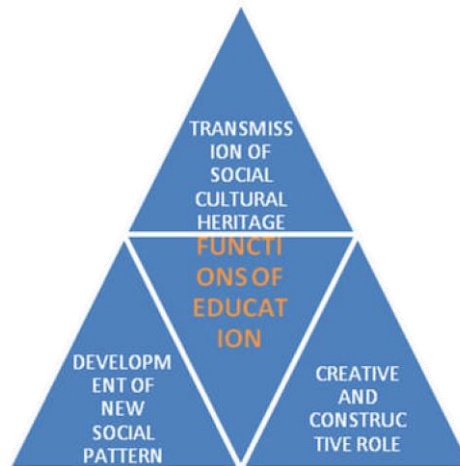 TRANSMISS
ION OF
SOCIAL
CULTURAL
HERITAGE
FUNCTI
ONS OF
EDUCAT
ION
DEVELOPM
ENT OF
NEW
SOCIAL
PATTERN
CREATIVE
AND
CONSTRUC
TIVE ROLE